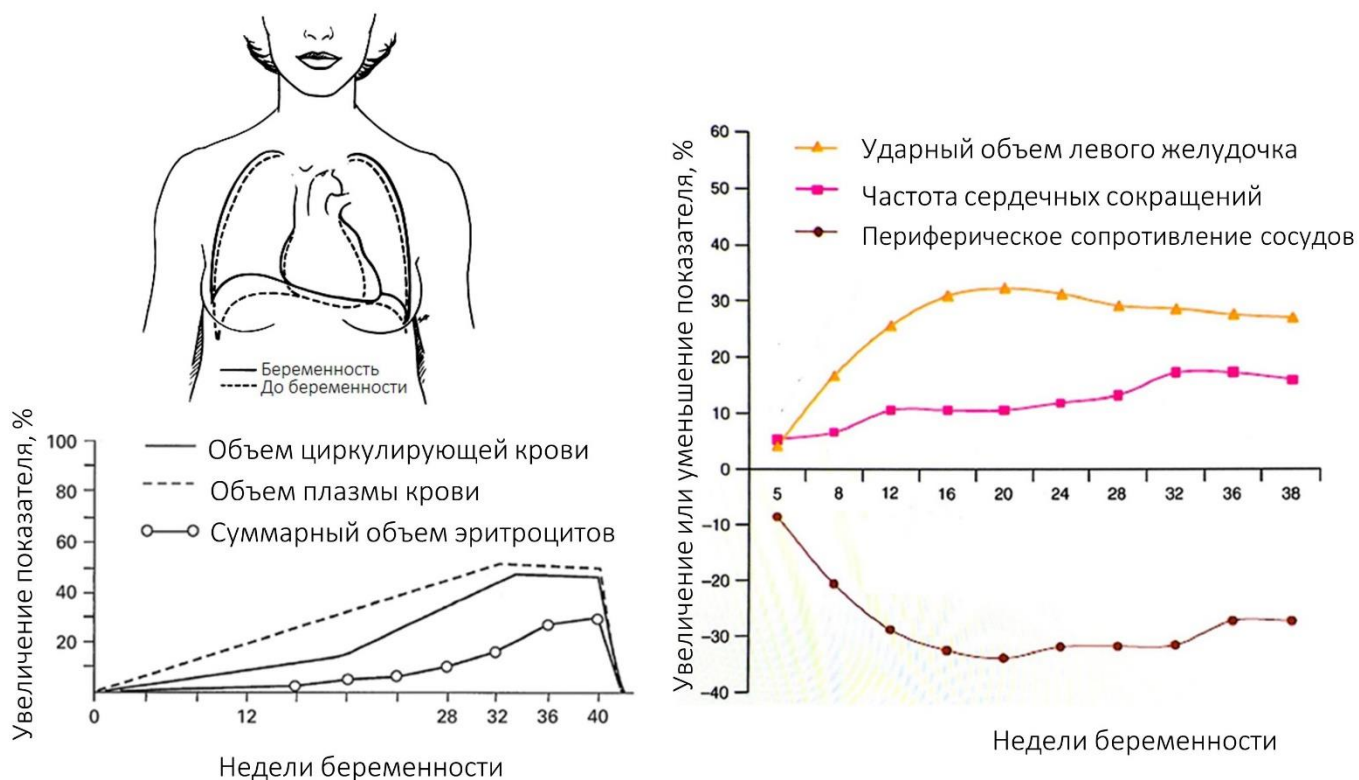 Беременность
До беременности
Увеличение показателя, %
100
80
60
40
20
Объем циркулирующей крови
Объем плазмы крови
Суммарный объем эритроцитов
0 12 28 32 36 40
Недели беременности
Увеличение или уменьшение показателя, %
60
50
40
30
20
10
0
-10
-20
-30
-40
Ударный объем левого желудочка
Частота сердечных сокращений
Периферическое сопротивление сосудов
5 8 12 16 20 24 28 32 36 38
Недели беременности